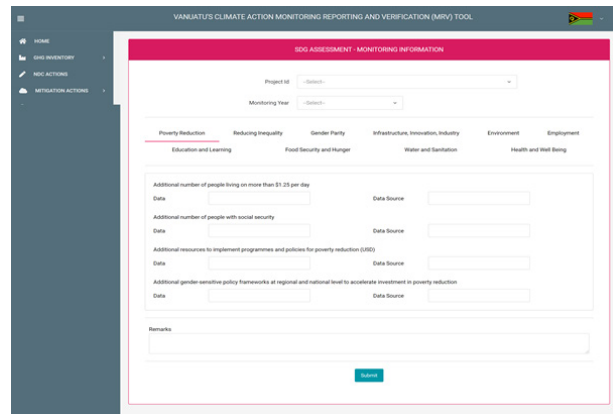 VANUATU'S CLIMATE ACTION MONITORING REPORTING AND VERIFICATION (MRV) TOOL
HOME
GHG INVENTORY
NDC ACTIONS
MITIGATION ACTIONS
SDG ASSESSMENT - MONITORING INFORMATION
Project Id --Select--
Monitoring Year --Select--
Poverty Reduction Reducing Inequality Gender Parity Infrastructure, Innovation, Industry Environment Employment
Education and Learning Food Security and Hunger Water and Sanitation Health and Well Being
Additional number of people living on more than $1.25 per day
Data Data Source
Additional number of people with social security
Data Data Source
Additional resources to implement programmes and policies for poverty reduction (USD)
Data Data Source
Additional gender-sensitive policy frameworks at regional and national level to accelerate investment in poverty reduction
Data Data Source
Remarks
Submit